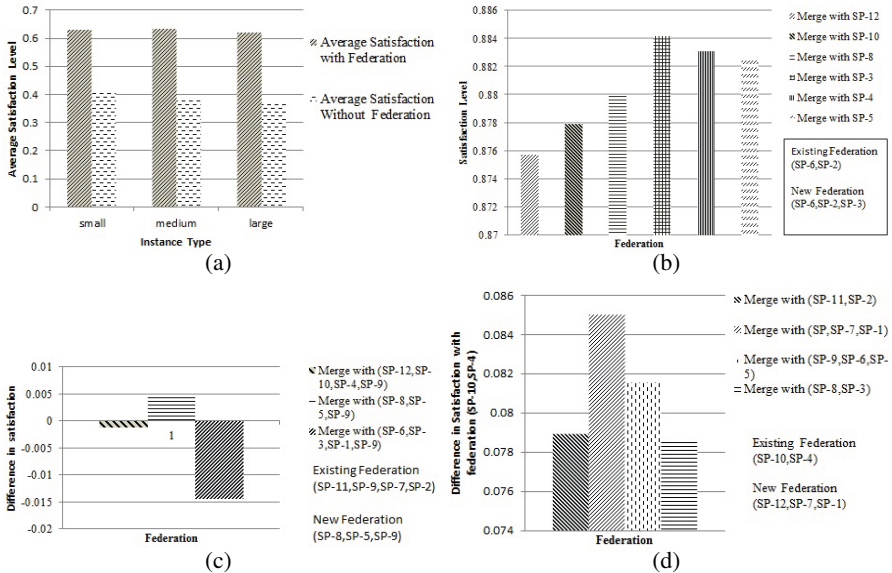 0.7
0.6
0.5
0.4
0.3
0.2
0.1
0
Average Satisfaction Level
small medium large
Instance Type
Average Satisfaction
with Federation
Average Satisfaction
Without Federation
(a)
0.886
0.884
0.882
0.88
0.878
0.876
0.874
0.872
0.87
Satisfaction Level
Federation
Merge with SP-12
Merge with SP-10
Merge with SP-8
Merge with SP-3
Merge with SP-4
Merge with SP-5
Existing Federation
(SP-6,SP-2)
New Federation
(SP-6,SP-2,SP-3)
(b)
0.01
0.005
0
-0.005
-0.01
-0.015
-0.02
Difference in satisfaction
1
Federation
Merge with (SP-12,SP-
10,SP-4,SP-9)
Merge with (SP-8,SP-
5,SP-9)
Merge with (SP-6,SP-
3,SP-1,SP-9)
Existing Federation
(SP-11,SP-9,SP-7,SP-2)
New Federation
(SP-8,SP-5,SP-9)
(c)
0.086
0.084
0.082
0.08
0.078
0.076
0.074
Difference in Satisfaction with
federation (SP-10,SP-4)
Federation
Merge with (SP-11,SP-2)
Merge with (SP,SP-7,SP-1)
Merge with (SP-9,SP-6,SP-
5)
Merge with (SP-8,SP-3)
Existing Federation
(SP-10,SP-4)
New Federation
(SP-12,SP-7,SP-1)
(d)